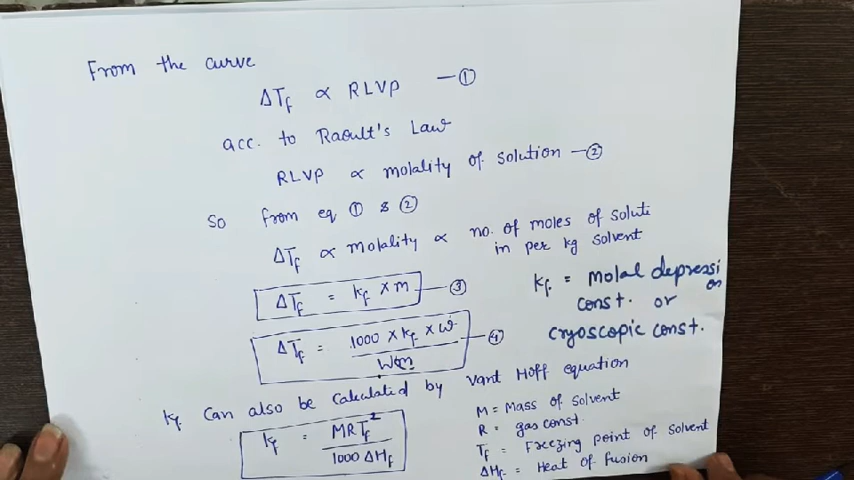 From the curve
ΔTf ∝ RLVP —①
acc. to Raoult's Law
RLVP ∝ molality of solution —②
So from eq ① & ②
ΔTf ∝ molality ∝ no. of moles of solute
in per kg solvent
ΔTf = kf × m —③
kf = molal depression
const. or
cryoscopic const.
ΔTf = 1000 × kf × w / Wm —④
kf can also be calculated by vant Hoff equation
kf = MRTf² / 1000 ΔHf
M = Mass of solvent
R = gas const.
Tf = Freezing point of solvent
ΔHf = Heat of fusion